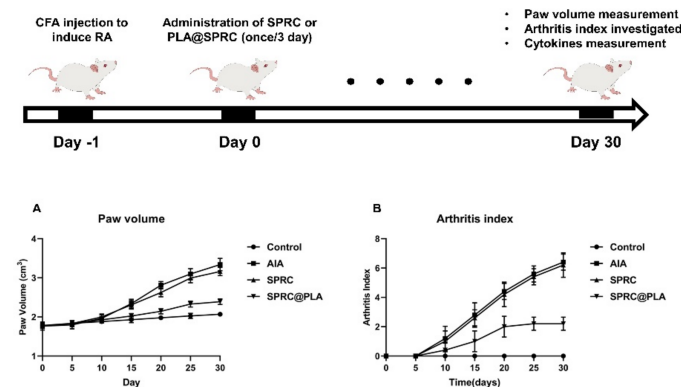 CFA injection to
induce RA
Administration of SPRC or
PLA@SPRC (once/3 day)
• Paw volume measurement
• Arthritis index investigated
• Cytokines measurement
Day -1
Day 0
Day 30
A
Paw volume
Paw Volume (cm³)
4
3
2
1
0 5 10 15 20 25 30
Day
Control
AIA
SPRC
SPRC@PLA
B
Arthritis index
Arthritis Index
8
6
4
2
0
0 5 10 15 20 25 30
Time(days)
Control
AIA
SPRC
SPRC@PLA